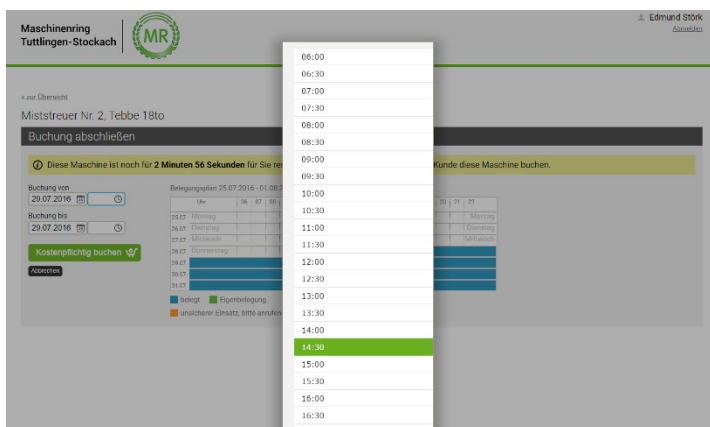 Maschinenring
Tuttlingen-Stockach
MR
Edmund Störk
Abmelden
« zur Übersicht
Miststreuer Nr. 2, Tebbe 18to
Buchung abschließen
Diese Maschine ist noch für 2 Minuten 56 Sekunden für Sie res
Kunde diese Maschine buchen.
Buchung von
29.07.2016
Buchung bis
29.07.2016
Kostenpflichtig buchen
Abbrechen
Belegungsplan 25.07.2016 - 01.08.2
Uhr 06 07 08
20 21 22
25.07 Montag Montag
26.07 Dienstag Dienstag
27.07 Mittwoch Mittwoch
28.07 Donnerstag
29.07
30.07
31.07
belegt Eigenbelegung
unsicherer Einsatz, bitte anrufen
06:00
06:30
07:00
07:30
08:00
08:30
09:00
09:30
10:00
10:30
11:00
11:30
12:00
12:30
13:00
13:30
14:00
14:30
15:00
15:30
16:00
16:30